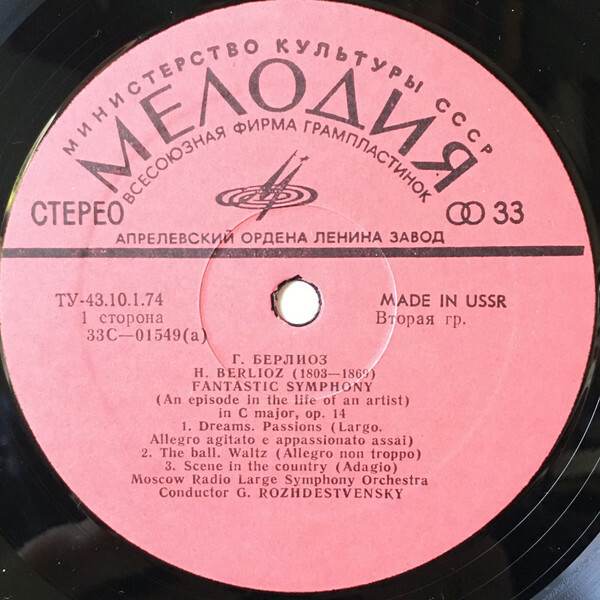 МИНИСТЕРСТВО КУЛЬТУРЫ СССР
МЕЛОДИЯ
ВСЕСОЮЗНАЯ ФИРМА ГРАМПЛАСТИНОК
СТЕРЕО 33
АПРЕЛЕВСКИЙ ОРДЕНА ЛЕНИНА ЗАВОД
ТУ-43.10.1.74 MADE IN USSR
1 сторона Вторая гр.
33С—01549(а)
Г. БЕРЛИОЗ
H. BERLIOZ (1803—1869)
FANTASTIC SYMPHONY
(An episode in the life of an artist)
in C major, op. 14
1. Dreams. Passions (Largo.
Allegro agitato e appassionato assai)
2. The ball. Waltz (Allegro non troppo)
3. Scene in the country (Adagio)
Moscow Radio Large Symphony Orchestra
Conductor G. ROZHDESTVENSKY